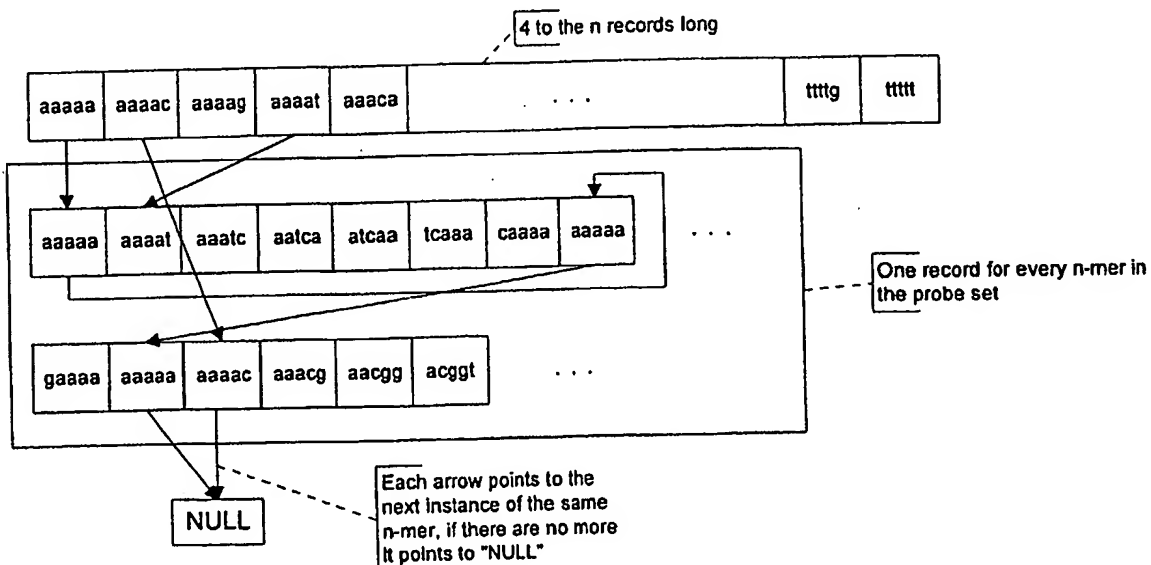 4 to the n records long
aaaaa aaaac aaaag aaaat aaaca . . . ttttg ttttt
aaaaa aaaat aaatc aatca atcaa tcaaa caaaa aaaaa . . .
One record for every n-mer in
the probe set
gaaaa aaaaa aaaac aaacg aacgg acggt . . .
Each arrow points to the
next instance of the same
n-mer, if there are no more
it points to "NULL"
NULL